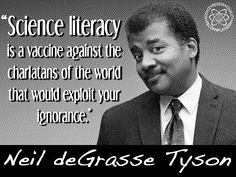 “Science literacy
is a vaccine against the
charlatans of the world
that would exploit your
ignorance.”
Neil deGrasse Tyson